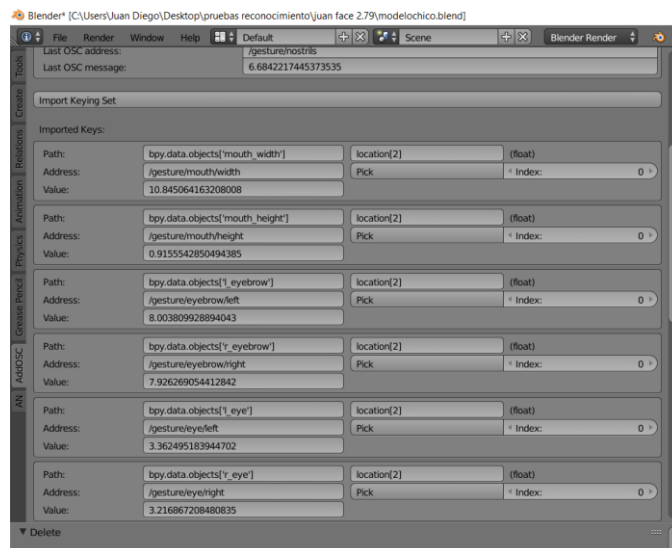 Blender* [C:\Users\Juan Diego\Desktop\pruebas reconocimiento\juan face 2.79\modelochico.blend]
File Render Window Help Default Scene Blender Render
Last OSC address: /gesture/nostrils
Last OSC message: 6.6842217445373535
Import Keying Set
Imported Keys:
Path: bpy.data.objects['mouth_width'] location[2] (float)
Address: /gesture/mouth/width Pick Index: 0
Value: 10.845064163208008
Path: bpy.data.objects['mouth_height'] location[2] (float)
Address: /gesture/mouth/height Pick Index: 0
Value: 0.9155542850494385
Path: bpy.data.objects['l_eyebrow'] location[2] (float)
Address: /gesture/eyebrow/left Pick Index: 0
Value: 8.003809928894043
Path: bpy.data.objects['r_eyebrow'] location[2] (float)
Address: /gesture/eyebrow/right Pick Index: 0
Value: 7.926269054412842
Path: bpy.data.objects['l_eye'] location[2] (float)
Address: /gesture/eye/left Pick Index: 0
Value: 3.362495183944702
Path: bpy.data.objects['r_eye'] location[2] (float)
Address: /gesture/eye/right Pick Index: 0
Value: 3.216867208480835
Delete
Tools
Create
Relations
Animation
Physics
Grease Pencil
AddOSC
AN